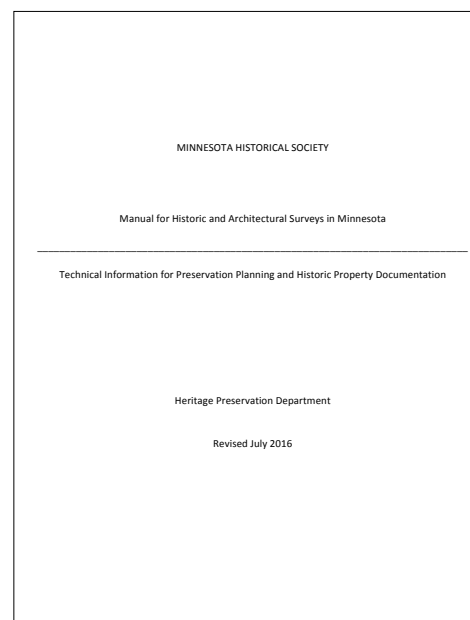 MINNESOTA HISTORICAL SOCIETY
Manual for Historic and Architectural Surveys in Minnesota
Technical Information for Preservation Planning and Historic Property Documentation
Heritage Preservation Department
Revised July 2016